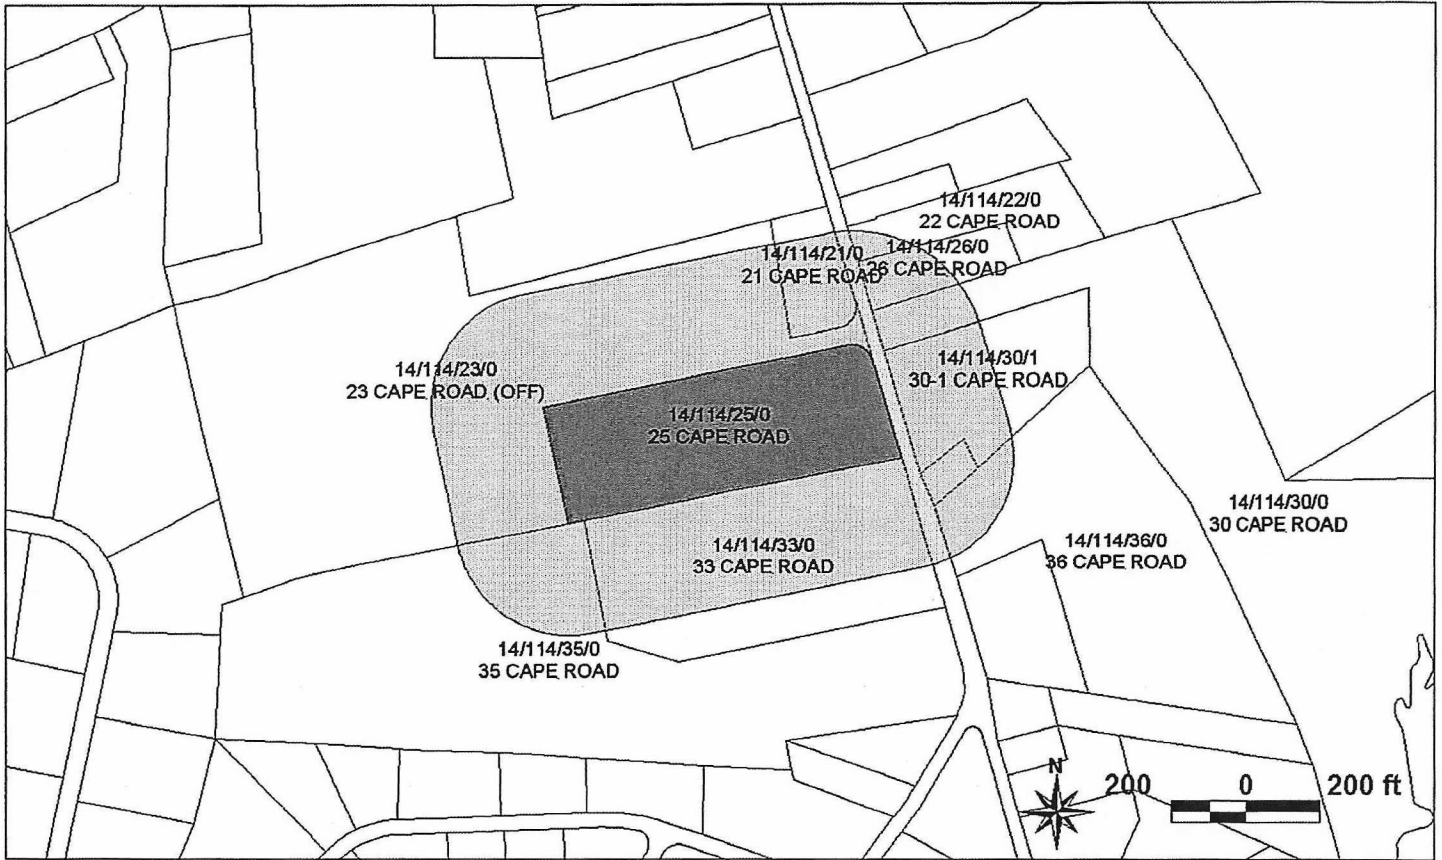 14/114/22/0
22 CAPE ROAD
14/114/21/0
21 CAPE ROAD
14/114/26/0
26 CAPE ROAD
14/114/23/0
23 CAPE ROAD (OFF)
14/114/30/1
30-1 CAPE ROAD
14/114/25/0
25 CAPE ROAD
14/114/30/0
30 CAPE ROAD
14/114/33/0
33 CAPE ROAD
14/114/36/0
36 CAPE ROAD
14/114/35/0
35 CAPE ROAD
N
200 0 200 ft